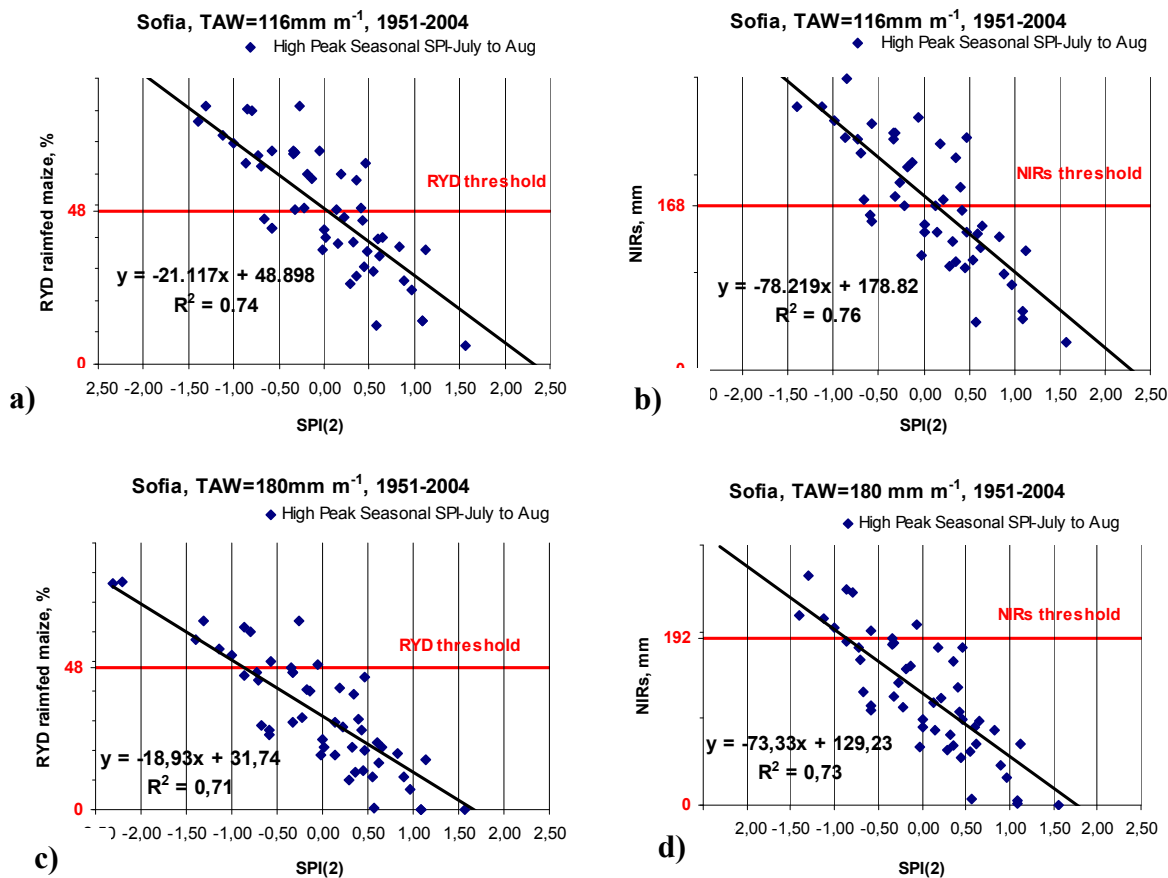 Sofia, TAW=116mm m⁻¹, 1951-2004
High Peak Seasonal SPI-July to Aug
RYD raimfed maize, %
RYD threshold
48
y = -21.117x + 48.898
R² = 0.74
0
2,50 -2,00 -1,50 -1,00 -0,50 0,00 0,50 1,00 1,50 2,00 2,50
SPI(2)
a)
Sofia, TAW=116mm m⁻¹, 1951-2004
High Peak Seasonal SPI-July to Aug
NIRs, mm
NIRs threshold
168
y = -78.219x + 178.82
R² = 0.76
0 -2,00 -1,50 -1,00 -0,50 0,00 0,50 1,00 1,50 2,00 2,50
SPI(2)
b)
Sofia, TAW=180mm m⁻¹, 1951-2004
High Peak Seasonal SPI-July to Aug
RYD raimfed maize, %
RYD threshold
48
y = -18,93x + 31,74
R² = 0,71
0
-2,00 -1,50 -1,00 -0,50 0,00 0,50 1,00 1,50 2,00 2,50
SPI(2)
c)
Sofia, TAW=180 mm m⁻¹, 1951-2004
High Peak Seasonal SPI-July to Aug
NIRs, mm
NIRs threshold
192
y = -73,33x + 129,23
R² = 0,73
0
2,00 -1,50 -1,00 -0,50 0,00 0,50 1,00 1,50 2,00 2,50
SPI(2)
d)